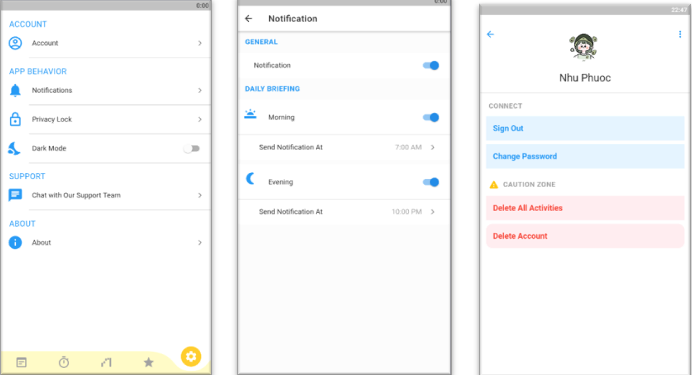 0:00
ACCOUNT
Account
APP BEHAVIOR
Notifications
Privacy Lock
Dark Mode
SUPPORT
Chat with Our Support Team
ABOUT
About
0:00
Notification
GENERAL
Notification
DAILY BRIEFING
Morning
Send Notification At 7:00 AM
Evening
Send Notification At 10:00 PM
22:47
Nhu Phuoc
CONNECT
Sign Out
Change Password
CAUTION ZONE
Delete All Activities
Delete Account